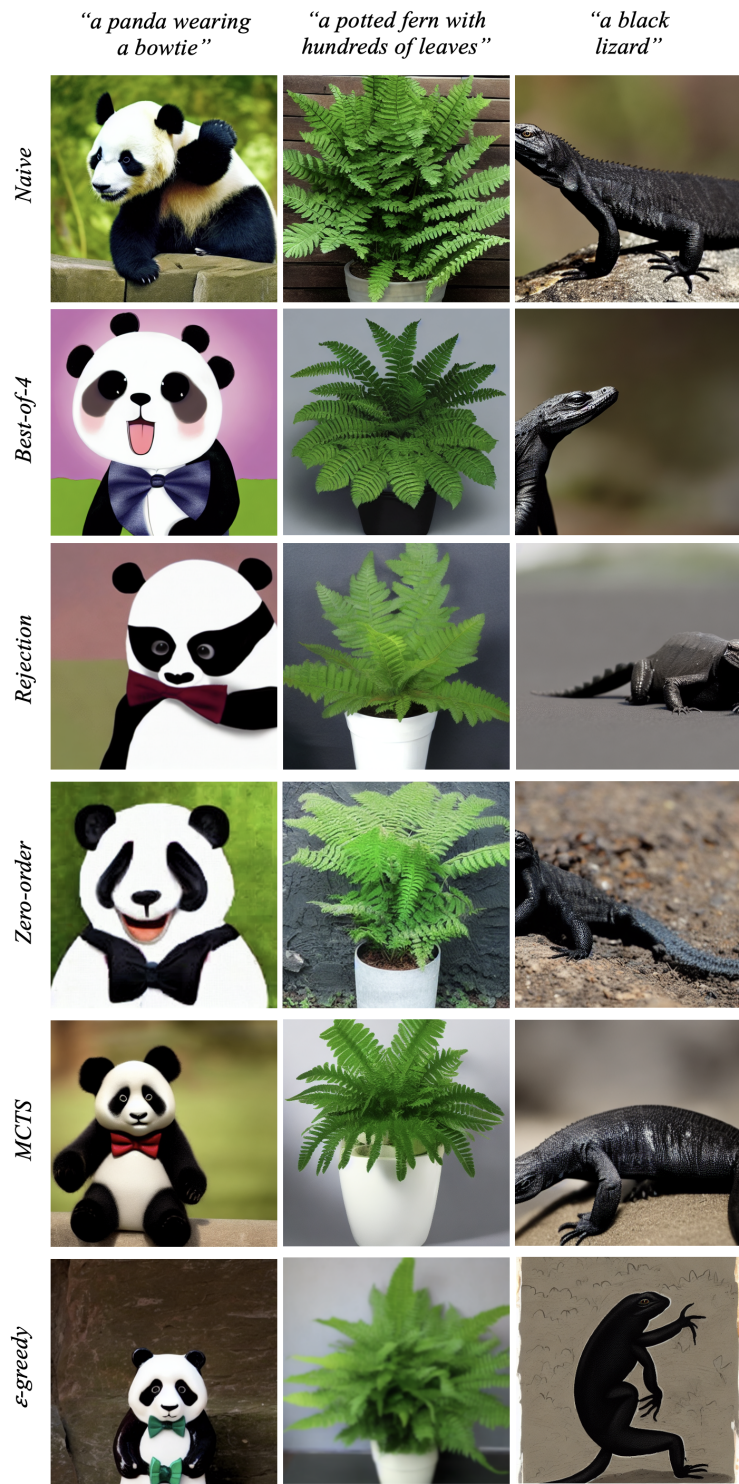 “a panda wearing
a bowtie”
“a potted fern with
hundreds of leaves”
“a black
lizard”
Naive
Best-of-4
Rejection
Zero-order
MCTS
ε-greedy